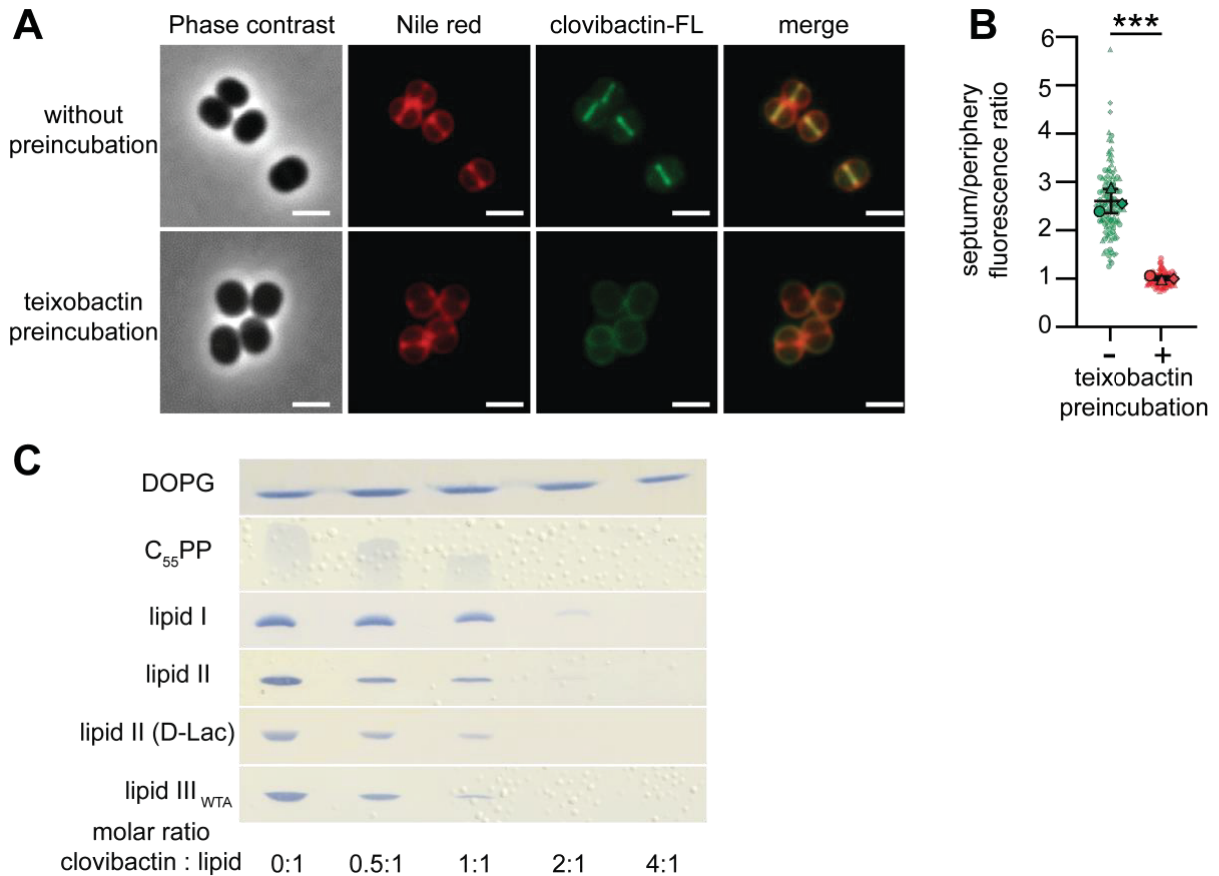 A
Phase contrast
Nile red
clovibactin-FL
merge
without
preincubation
teixobactin
preincubation
B
***
septum/periphery
fluorescence ratio
6
5
4
3
2
1
0
- +
teixobactin
preincubation
C
DOPG
C55PP
lipid I
lipid II
lipid II (D-Lac)
lipid III WTA
molar ratio
clovibactin : lipid 0:1 0.5:1 1:1 2:1 4:1